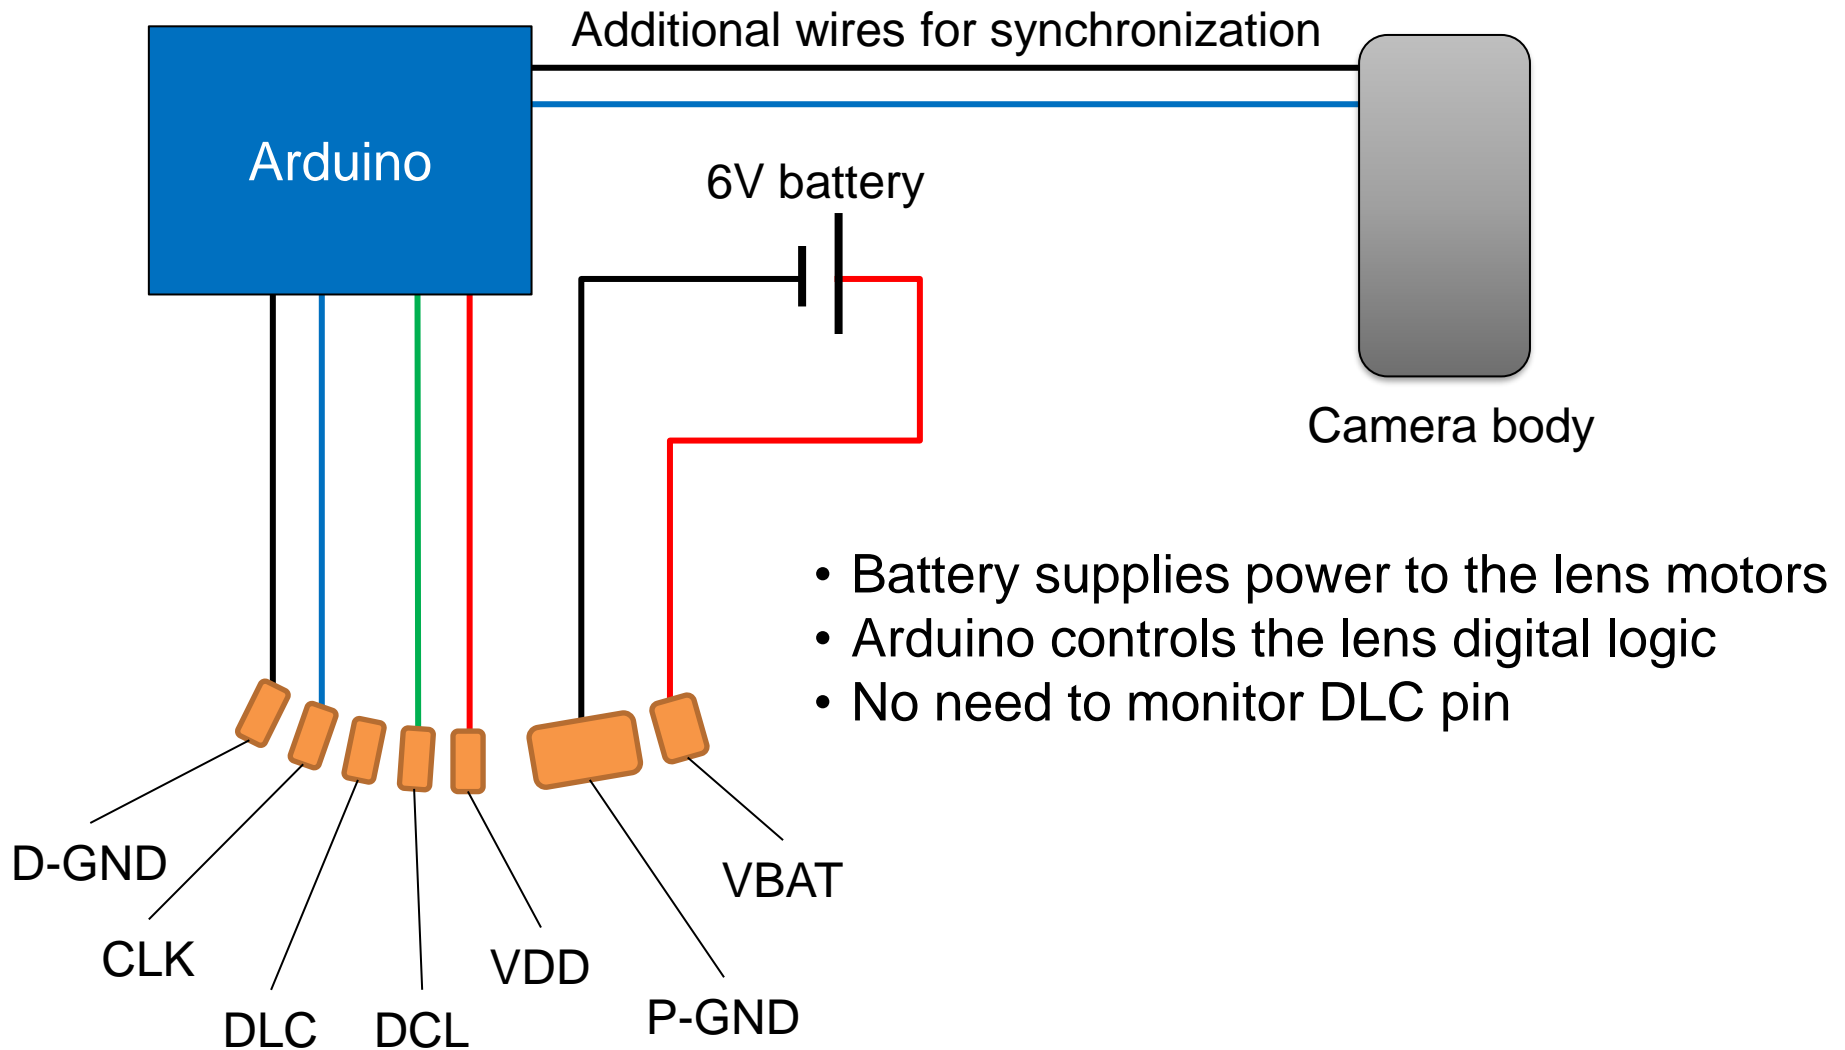 Additional wires for synchronization
Arduino
6V battery
Camera body
• Battery supplies power to the lens motors
• Arduino controls the lens digital logic
• No need to monitor DLC pin
D-GND
CLK
DLC
DCL
VDD
P-GND
VBAT